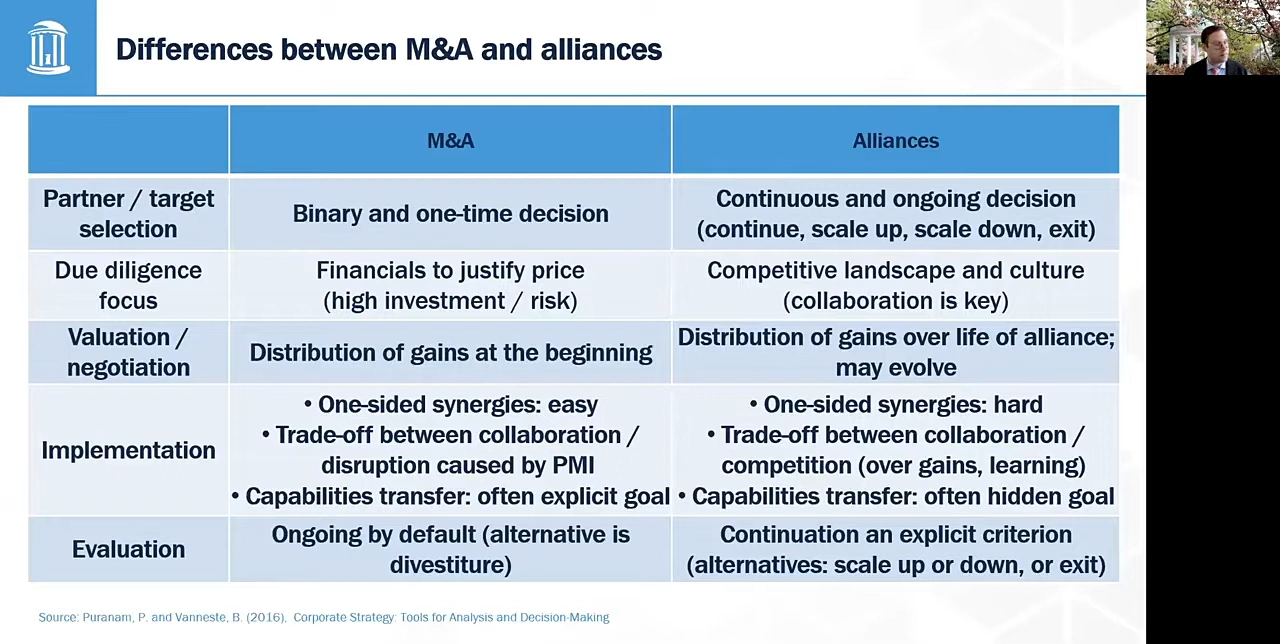 Differences between M&A and alliances
M&A
Alliances
Partner / target
selection
Binary and one-time decision
Continuous and ongoing decision
(continue, scale up, scale down, exit)
Due diligence
focus
Financials to justify price
(high investment / risk)
Competitive landscape and culture
(collaboration is key)
Valuation /
negotiation
Distribution of gains at the beginning
Distribution of gains over life of alliance;
may evolve
Implementation
• One-sided synergies: easy
• Trade-off between collaboration /
disruption caused by PMI
• Capabilities transfer: often explicit goal
• One-sided synergies: hard
• Trade-off between collaboration /
competition (over gains, learning)
• Capabilities transfer: often hidden goal
Evaluation
Ongoing by default (alternative is
divestiture)
Continuation an explicit criterion
(alternatives: scale up or down, or exit)
Source: Puranam, P. and Vanneste, B. (2016), Corporate Strategy: Tools for Analysis and Decision-Making